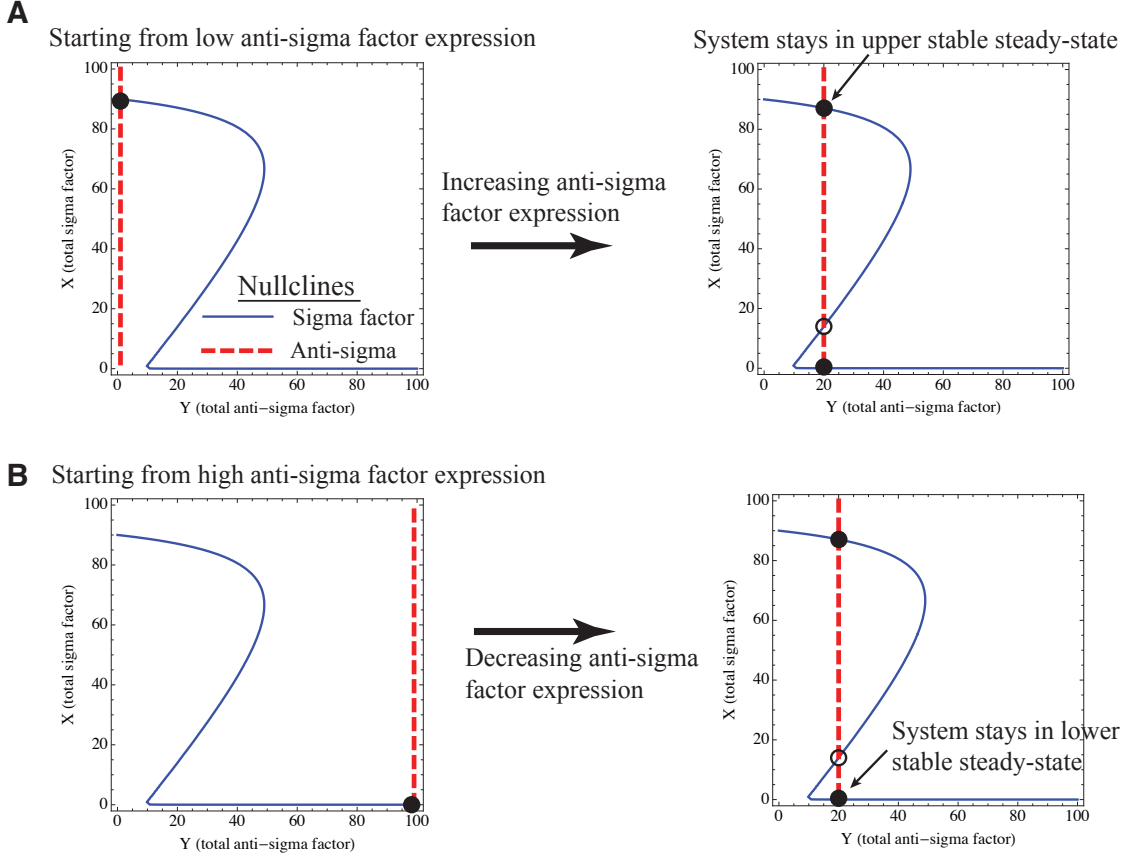 A
Starting from low anti-sigma factor expression
System stays in upper stable steady-state
100
80
60
40
20
0
X (total sigma factor)
0 20 40 60 80 100
Y (total anti−sigma factor)
Nullclines
Sigma factor
Anti-sigma
Increasing anti-sigma
factor expression
100
80
60
40
20
0
X (total sigma factor)
0 20 40 60 80 100
Y (total anti−sigma factor)
B
Starting from high anti-sigma factor expression
100
80
60
40
20
0
X (total sigma factor)
0 20 40 60 80 100
Y (total anti−sigma factor)
Decreasing anti-sigma
factor expression
100
80
60
40
20
0
X (total sigma factor)
0 20 40 60 80 100
Y (total anti−sigma factor)
System stays in lower
stable steady-state